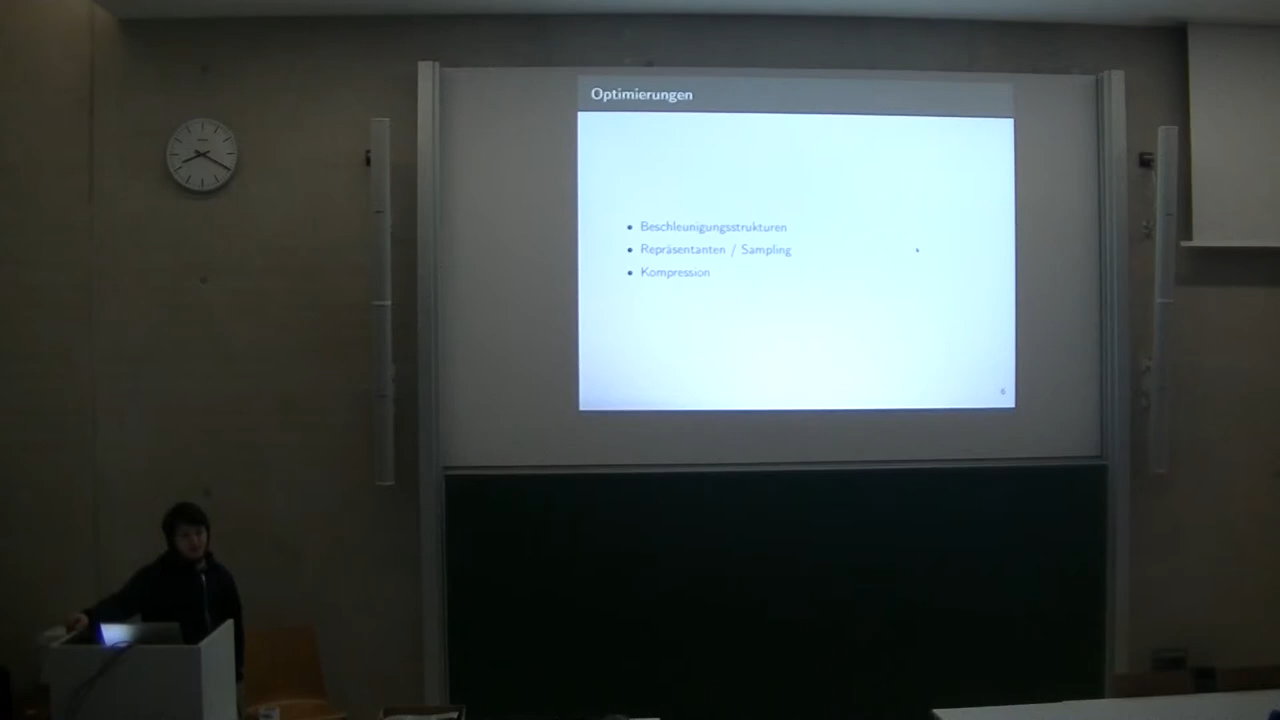 Optimierungen
• Beschleunigungsstrukturen
• Repräsentanten / Sampling
• Kompression
6